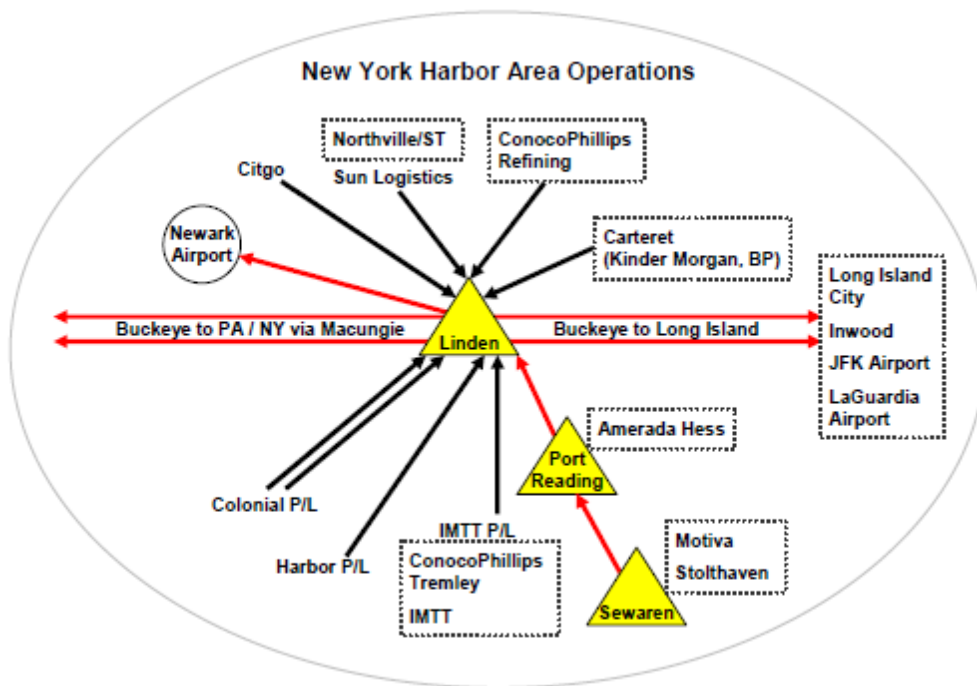 New York Harbor Area Operations
Northville/ST
Sun Logistics
ConocoPhillips
Refining
Citgo
Newark
Airport
Carteret
(Kinder Morgan, BP)
Long Island
City
Inwood
JFK Airport
LaGuardia
Airport
Buckeye to PA / NY via Macungie
Linden
Buckeye to Long Island
Amerada Hess
Port
Reading
Colonial P/L
Harbor P/L
IMTT P/L
ConocoPhillips
Tremley
IMTT
Motiva
Stolthaven
Sewaren